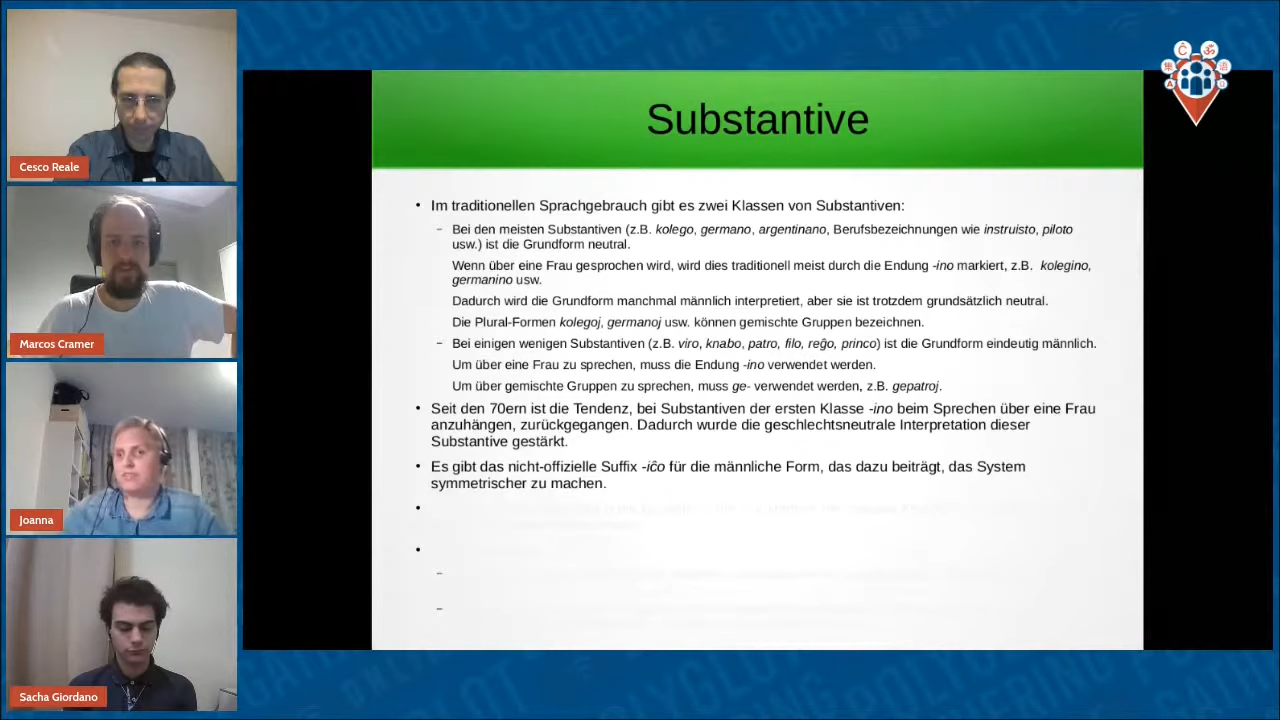 Substantive
• Im traditionellen Sprachgebrauch gibt es zwei Klassen von Substantiven:
– Bei den meisten Substantiven (z.B. kolego, germano, argentinano, Berufsbezeichnungen wie instruisto, piloto
usw.) ist die Grundform neutral.
Wenn über eine Frau gesprochen wird, wird dies traditionell meist durch die Endung -ino markiert, z.B. kolegino,
germanino usw.
Dadurch wird die Grundform manchmal männlich interpretiert, aber sie ist trotzdem grundsätzlich neutral.
Die Plural-Formen kolegoj, germanoj usw. können gemischte Gruppen bezeichnen.
– Bei einigen wenigen Substantiven (z.B. viro, knabo, patro, filo, reĝo, princo) ist die Grundform eindeutig männlich.
Um über eine Frau zu sprechen, muss die Endung -ino verwendet werden.
Um über gemischte Gruppen zu sprechen, muss ge- verwendet werden, z.B. gepatroj.
• Seit den 70ern ist die Tendenz, bei Substantiven der ersten Klasse -ino beim Sprechen über eine Frau
anzuhängen, zurückgegangen. Dadurch wurde die geschlechtsneutrale Interpretation dieser
Substantive gestärkt.
• Es gibt das nicht-offizielle Suffix -iĉo für die männliche Form, das dazu beiträgt, das System
symmetrischer zu machen.
Cesco Reale
Marcos Cramer
Joanna
Sacha Giordano